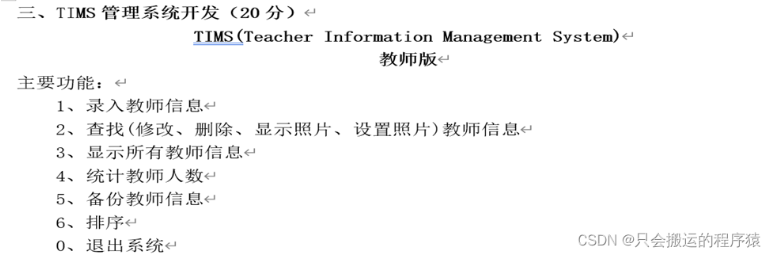 三、TIMS 管理系统开发（20 分）↵
TIMS(Teacher Information Management System)↵
教师版↵
主要功能：↵
1、录入教师信息↵
2、查找(修改、删除、显示照片、设置照片)教师信息↵
3、显示所有教师信息↵
4、统计教师人数↵
5、备份教师信息↵
6、排序↵
0、退出系统↵
CSDN @只会搬运的程序猿